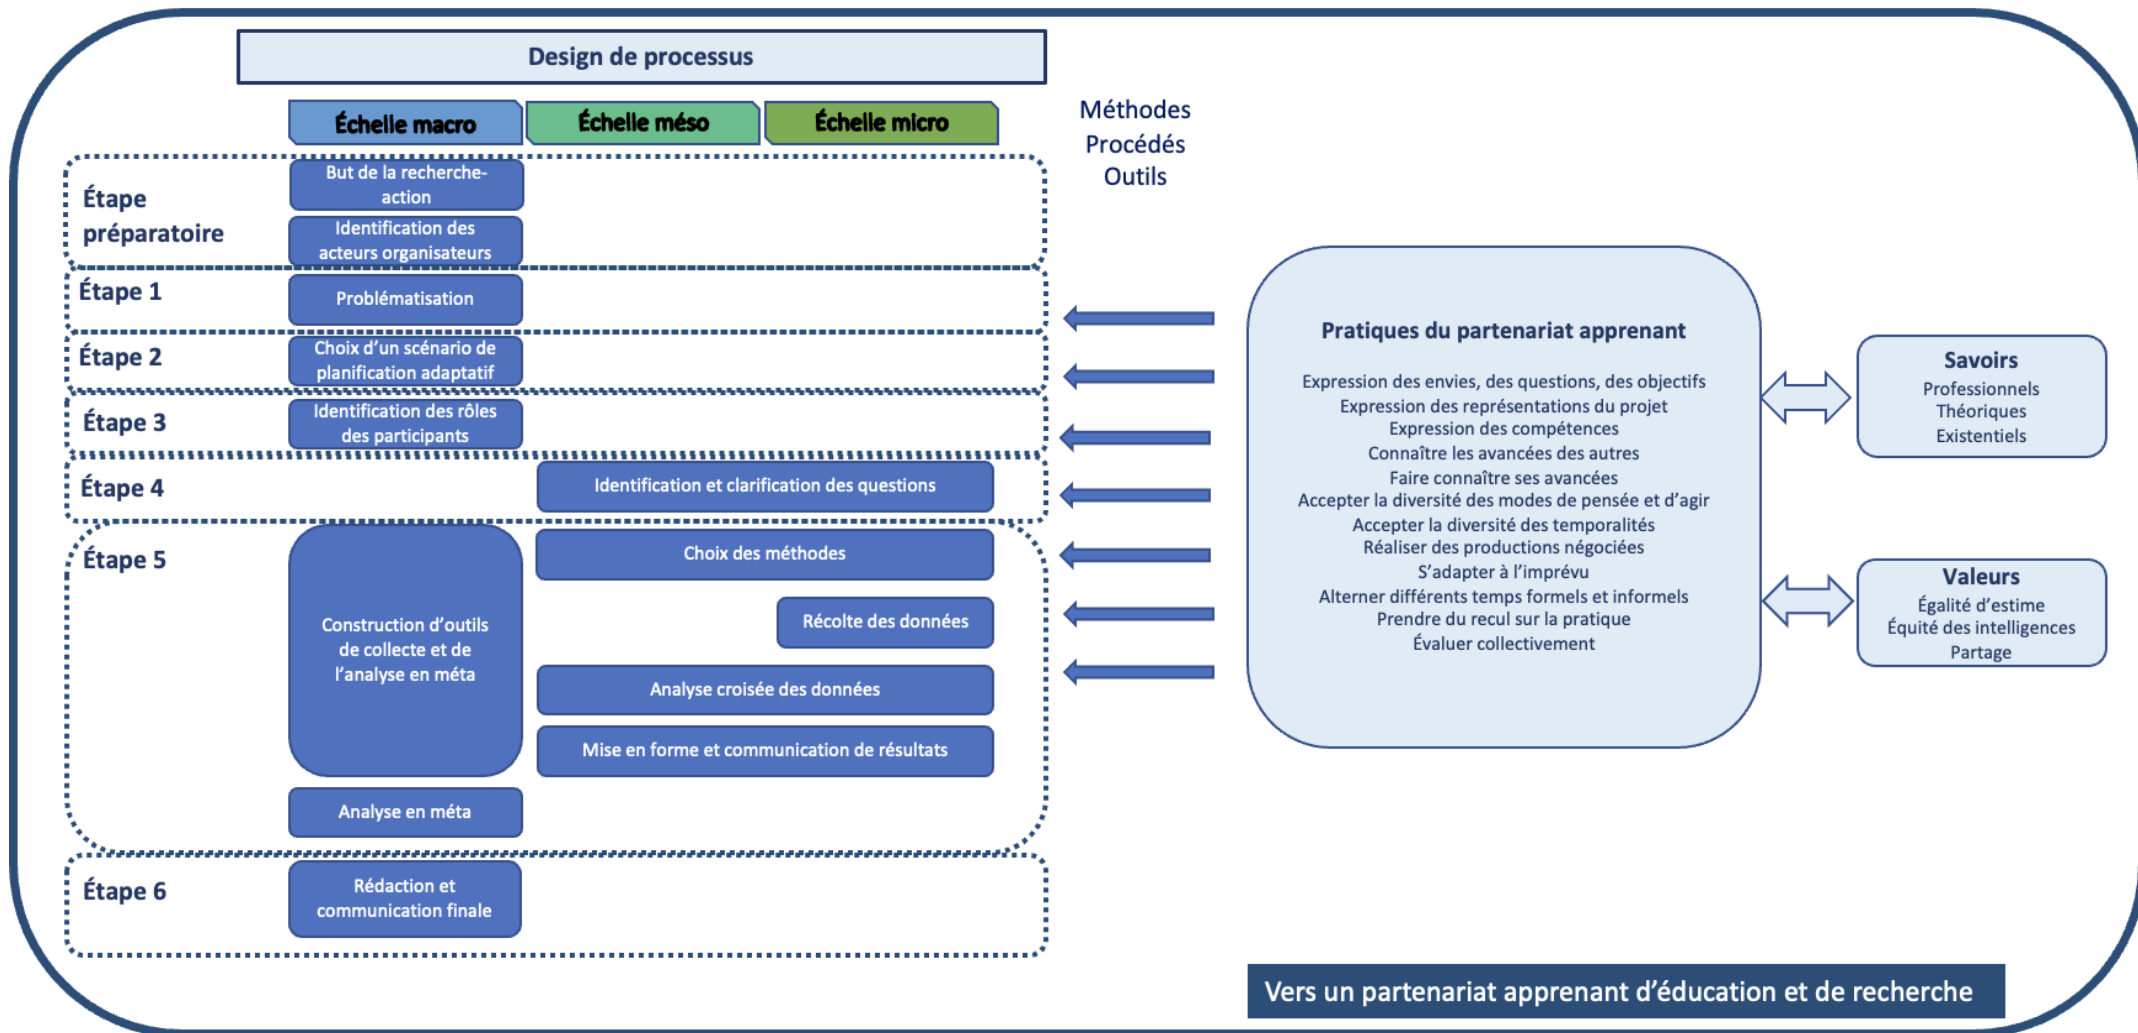 Design de processus
Échelle macro
Échelle méso
Échelle micro
Méthodes
Procédés
Outils
Étape
préparatoire
But de la recherche-
action
Identification des
acteurs organisateurs
Étape 1
Problématisation
Étape 2
Choix d'un scénario de
planification adaptatif
Étape 3
Identification des rôles
des participants
Étape 4
Identification et clarification des questions
Étape 5
Construction d'outils
de collecte et de
l'analyse en méta
Choix des méthodes
Récolte des données
Analyse croisée des données
Mise en forme et communication de résultats
Analyse en méta
Étape 6
Rédaction et
communication finale
Pratiques du partenariat apprenant
Expression des envies, des questions, des objectifs
Expression des représentations du projet
Expression des compétences
Connaître les avancées des autres
Faire connaître ses avancées
Accepter la diversité des modes de pensée et d'agir
Accepter la diversité des temporalités
Réaliser des productions négociées
S'adapter à l'imprévu
Alterner différents temps formels et informels
Prendre du recul sur la pratique
Évaluer collectivement
Savoirs
Professionnels
Théoriques
Existentiels
Valeurs
Égalité d'estime
Équité des intelligences
Partage
Vers un partenariat apprenant d'éducation et de recherche